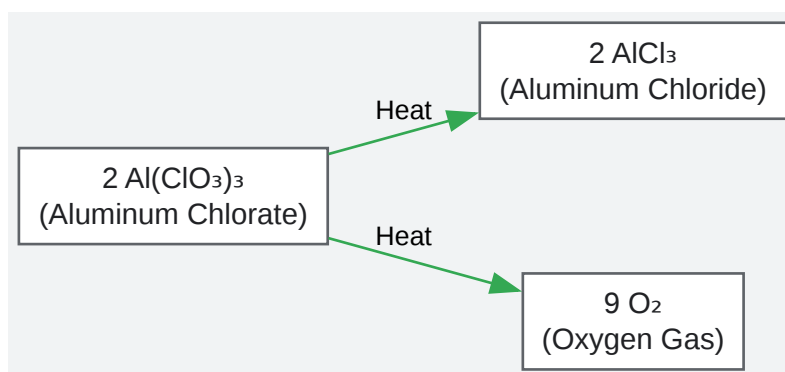 2 AlCl₃
(Aluminum Chloride)
Heat
2 Al(ClO₃)₃
(Aluminum Chlorate)
Heat
9 O₂
(Oxygen Gas)